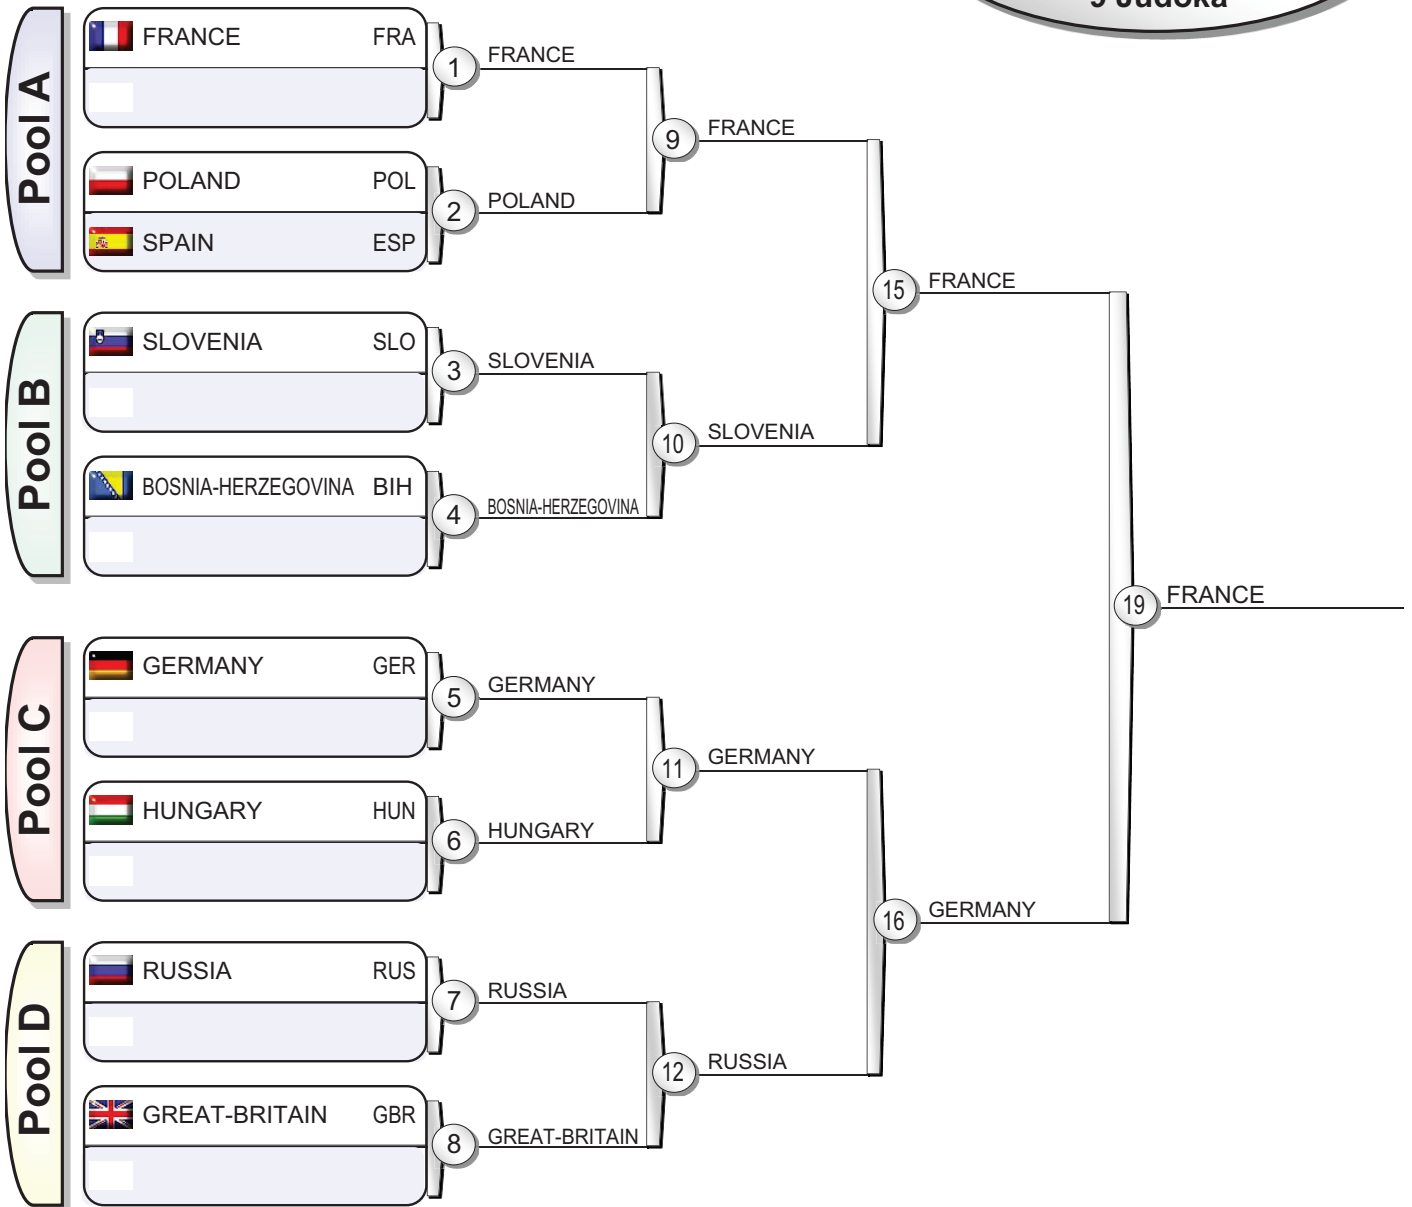 9 Judoka
Pool A
FRANCE FRA
1
FRANCE
POLAND POL
SPAIN ESP
2
POLAND
9
FRANCE
Pool B
SLOVENIA SLO
3
SLOVENIA
BOSNIA-HERZEGOVINA BIH
4
BOSNIA-HERZEGOVINA
10
SLOVENIA
15
FRANCE
Pool C
GERMANY GER
5
GERMANY
HUNGARY HUN
6
HUNGARY
11
GERMANY
Pool D
RUSSIA RUS
7
RUSSIA
GREAT-BRITAIN GBR
8
GREAT-BRITAIN
12
RUSSIA
16
GERMANY
19
FRANCE